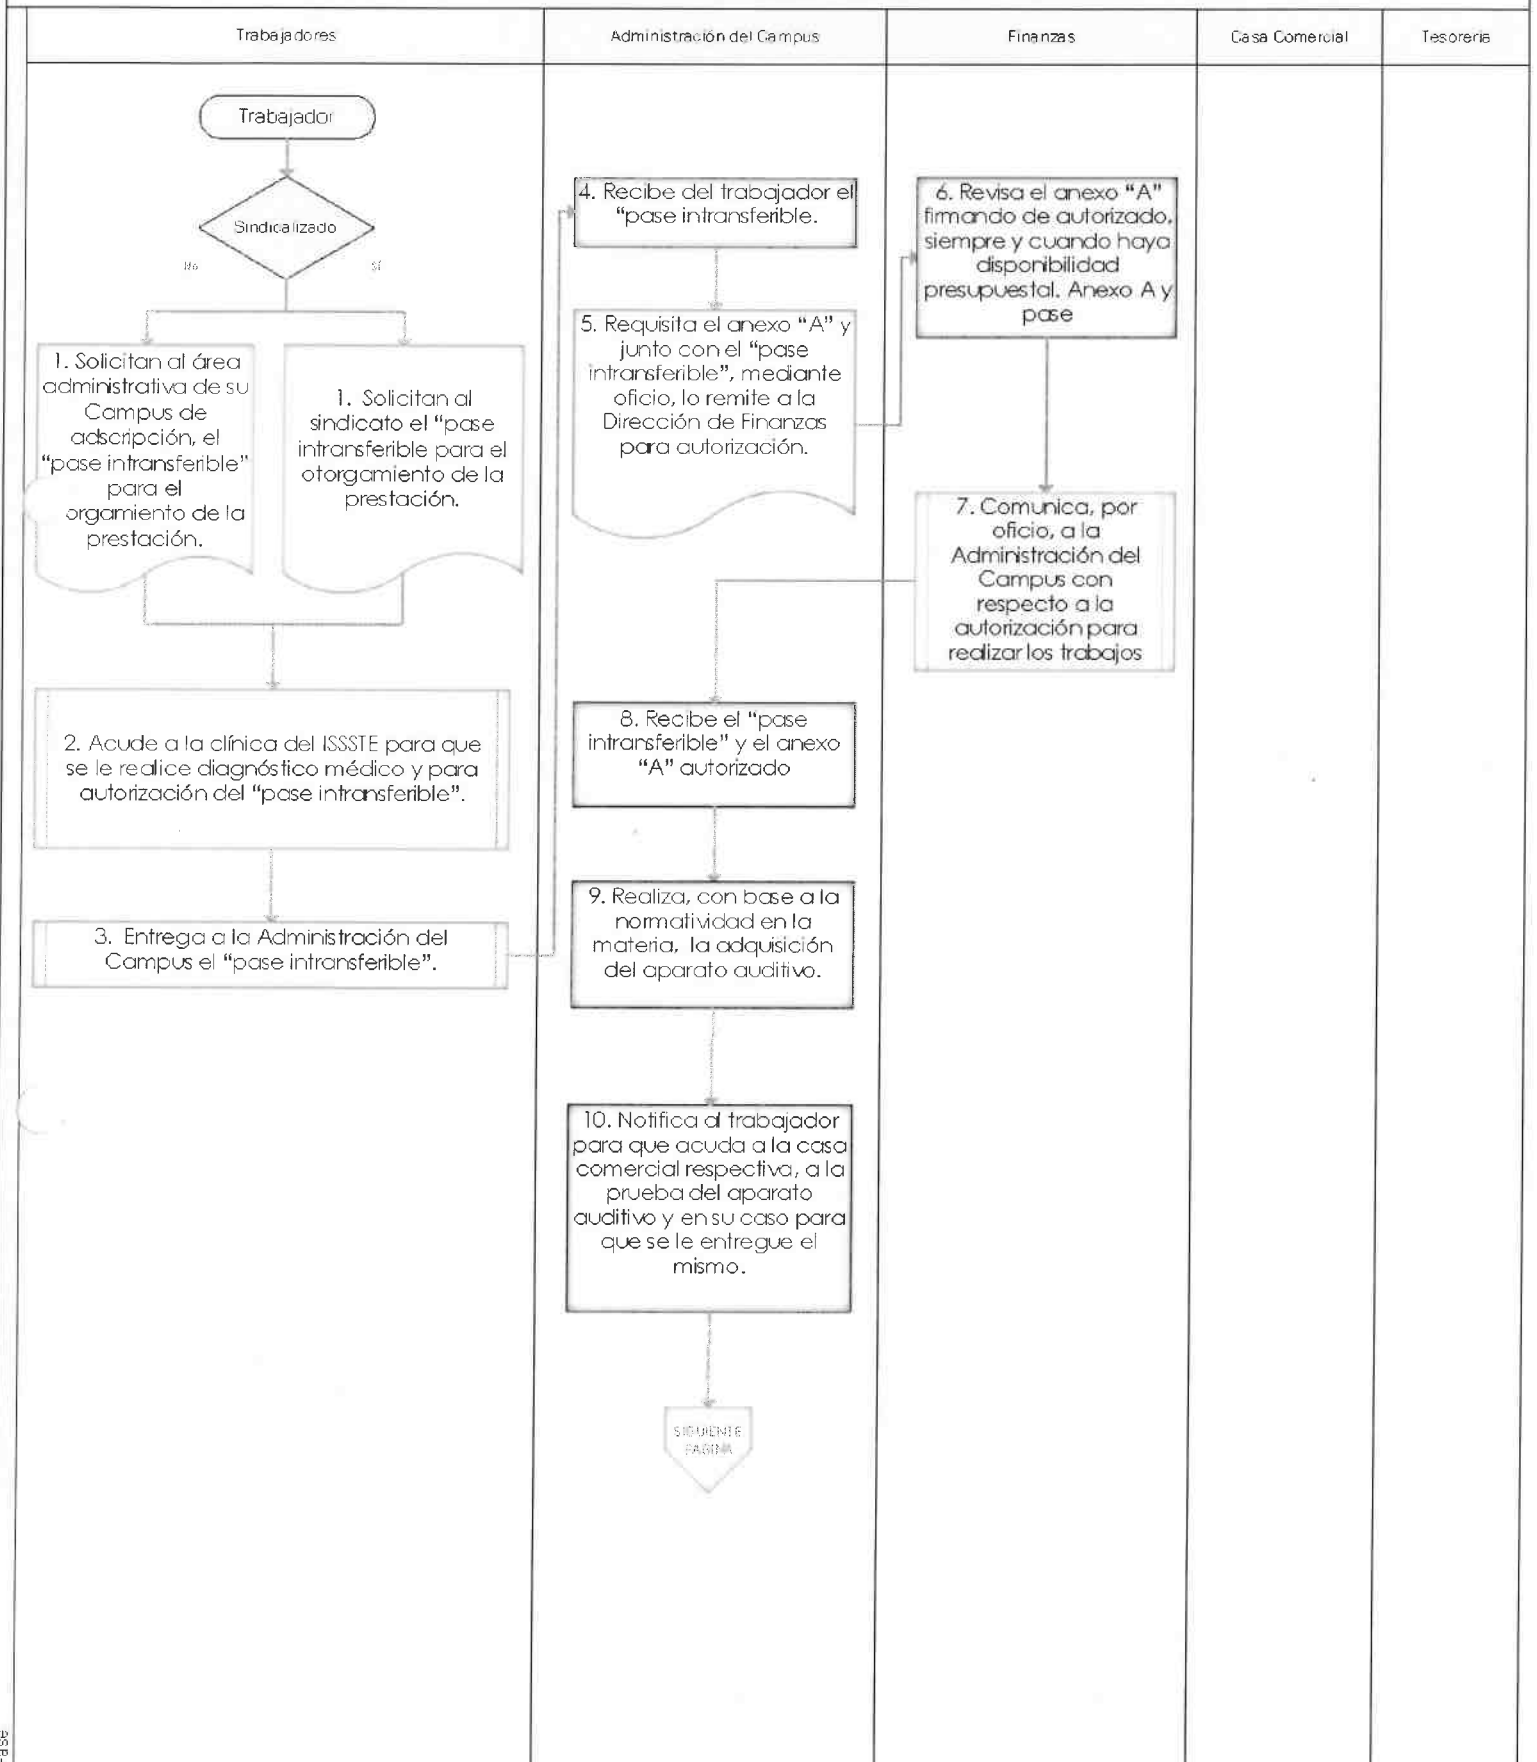 Trabajadores
Administración del Campus
Finanzas
Casa Comercial
Tesorería
Trabajador
Sindicalizado
No
Sí
1. Solicitan al área
administrativa de su
Campus de
adscripción, el
“pase intransferible”
para el
orgamiento de la
prestación.
1. Solicitan al
sindicato el “pase
intransferible para el
otorgamiento de la
prestación.
2. Acude a la clínica del ISSSTE para que
se le realice diagnóstico médico y para
autorización del “pase intransferible”.
3. Entrega a la Administración del
Campus el “pase intransferible”.
4. Recibe del trabajador el
“pase intransferible.
5. Requisita el anexo “A” y
junto con el “pase
intransferible”, mediante
oficio, lo remite a la
Dirección de Finanzas
para autorización.
6. Revisa el anexo “A”
firmando de autorizado,
siempre y cuando haya
disponibilidad
presupuestal. Anexo A y
pase
7. Comunica, por
oficio, a la
Administración del
Campus con
respecto a la
autorización para
realizar los trabajos
8. Recibe el “pase
intransferible” y el anexo
“A” autorizado
9. Realiza, con base a la
normatividad en la
materia, la adquisición
del aparato auditivo.
10. Notifica al trabajador
para que acuda a la casa
comercial respectiva, a la
prueba del aparato
auditivo y en su caso para
que se le entregue el
mismo.
SIGUIENTE
PAGINA